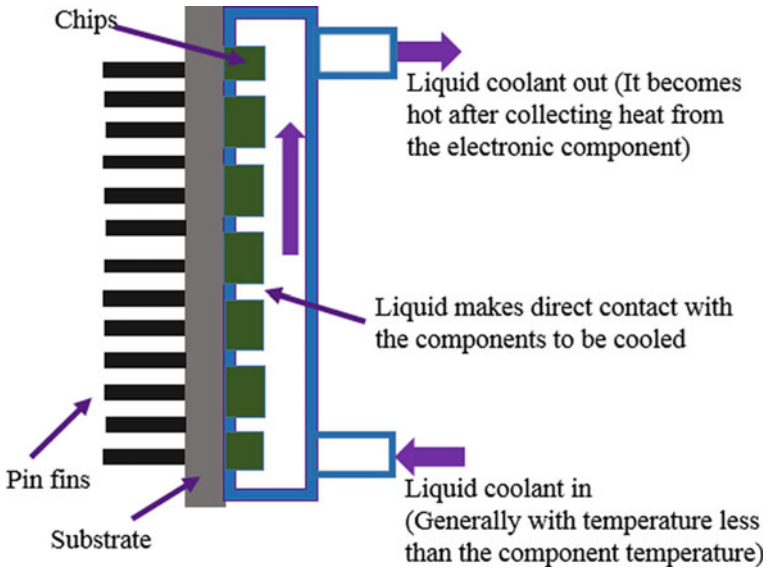 Chips
Liquid coolant out (It becomes
hot after collecting heat from
the electronic component)
Liquid makes direct contact with
the components to be cooled
Pin fins
Liquid coolant in
(Generally with temperature less
than the component temperature)
Substrate